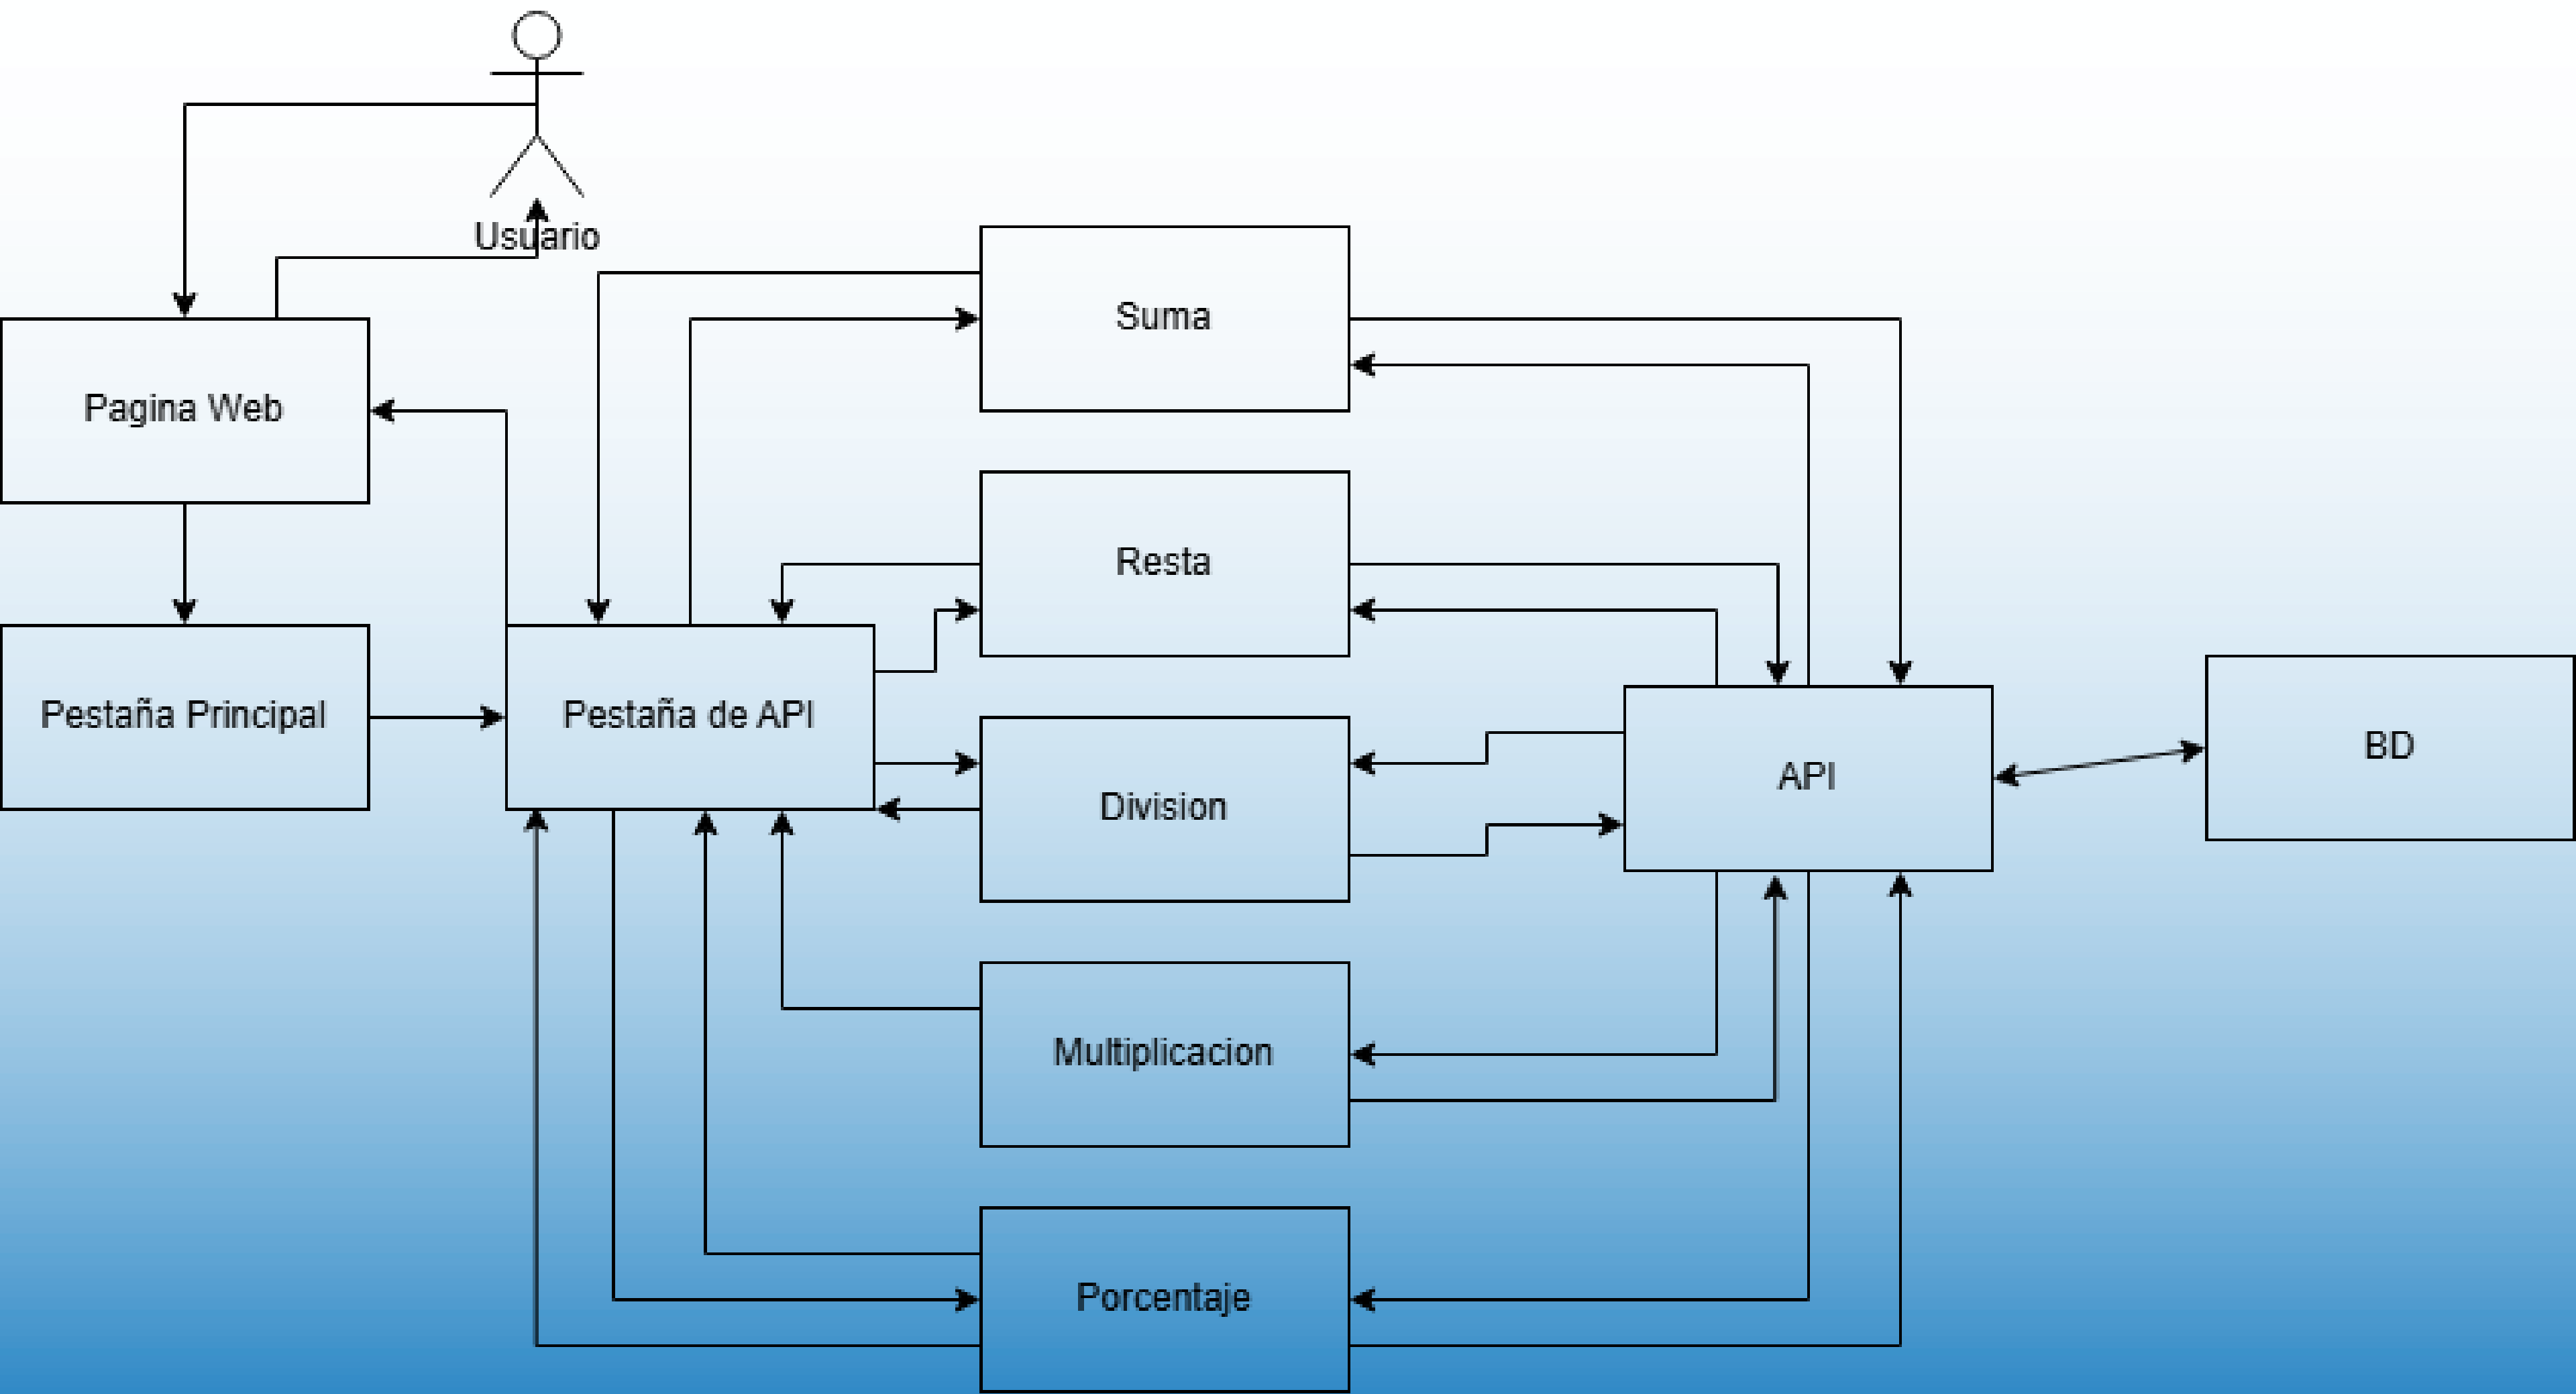 Usuario
Suma
Pagina Web
Resta
Pestaña Principal
Pestaña de API
API
BD
Division
Multiplicacion
Porcentaje